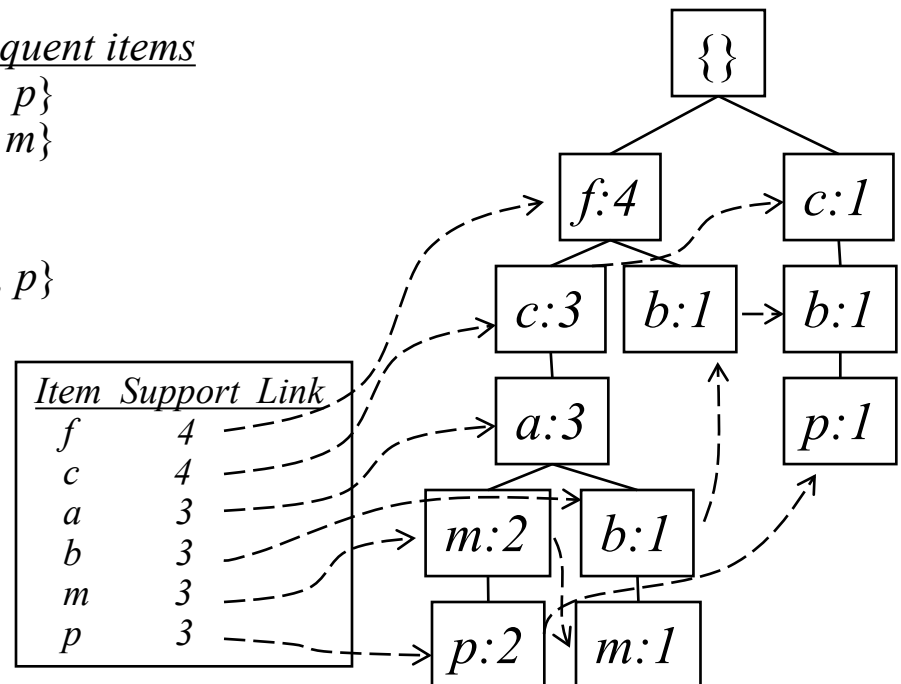 quent items
p}
m}
p}
{}
f:4
c:1
c:3
b:1
b:1
a:3
p:1
m:2
b:1
p:2
m:1
Item Support Link
f 4
c 4
a 3
b 3
m 3
p 3